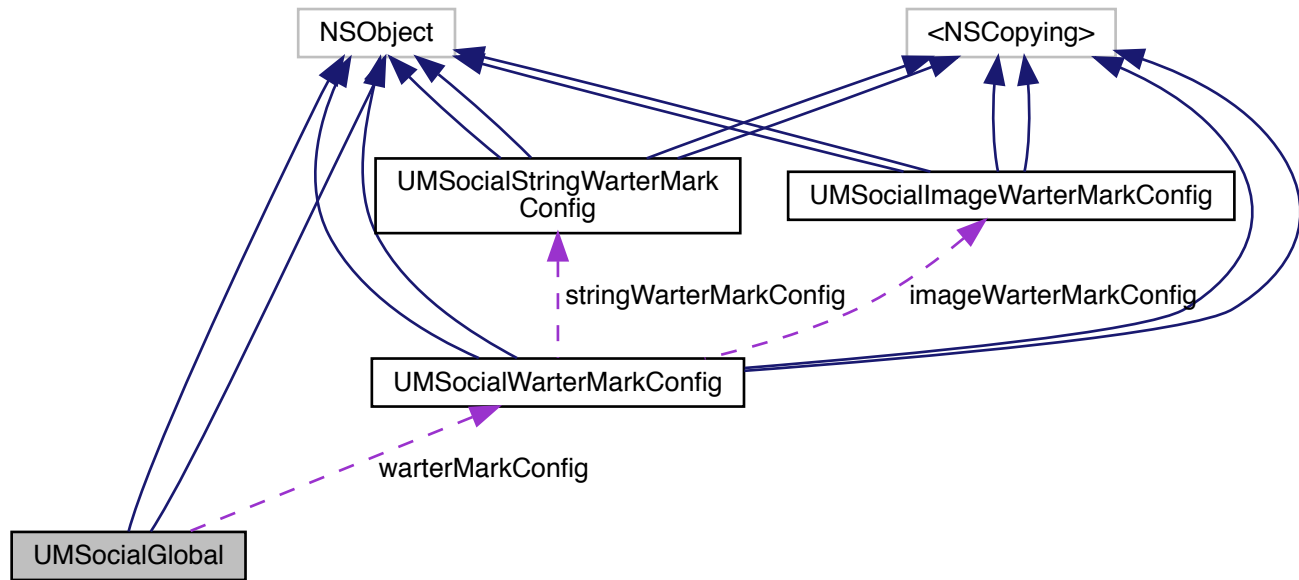 NSObject
<NSCopying>
UMSocialStringWarterMark
Config
UMSocialImageWarterMarkConfig
stringWarterMarkConfig
imageWarterMarkConfig
UMSocialWarterMarkConfig
warterMarkConfig
UMSocialGlobal